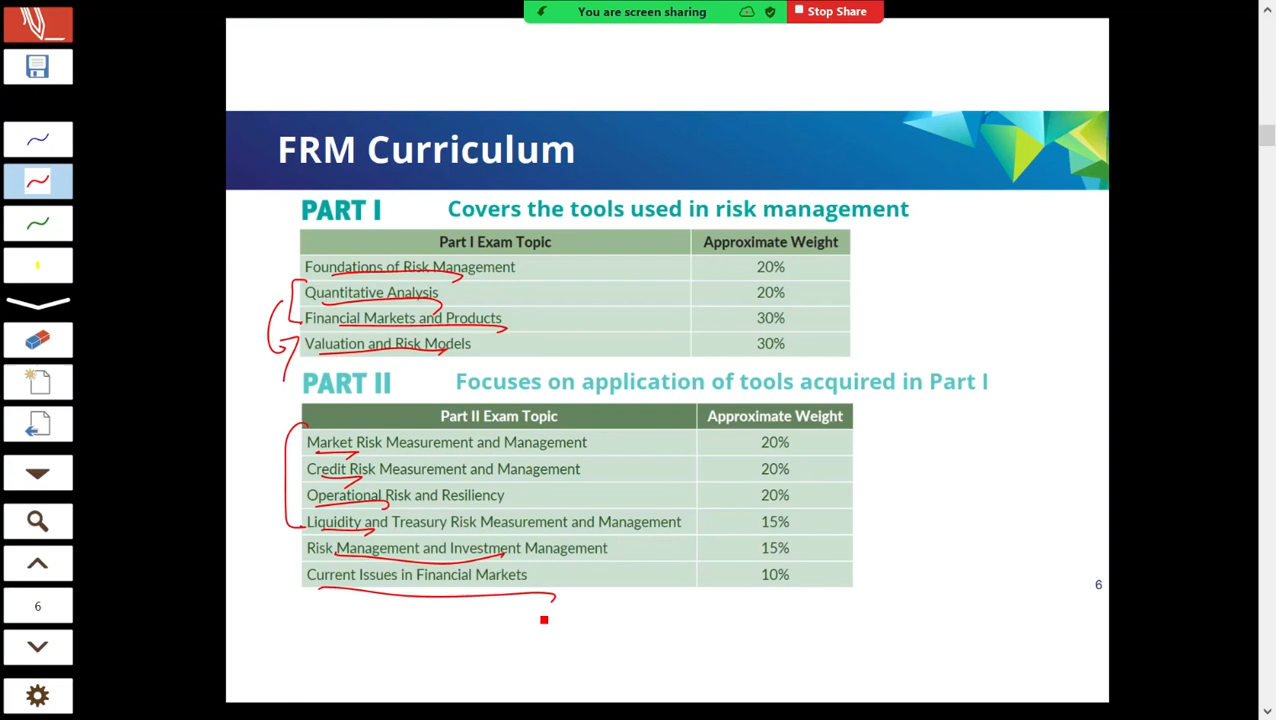 You are screen sharing
Stop Share
FRM Curriculum
PART I Covers the tools used in risk management
Part I Exam Topic Approximate Weight
Foundations of Risk Management 20%
Quantitative Analysis 20%
Financial Markets and Products 30%
Valuation and Risk Models 30%
PART II Focuses on application of tools acquired in Part I
Part II Exam Topic Approximate Weight
Market Risk Measurement and Management 20%
Credit Risk Measurement and Management 20%
Operational Risk and Resiliency 20%
Liquidity and Treasury Risk Measurement and Management 15%
Risk Management and Investment Management 15%
Current Issues in Financial Markets 10%
6
6